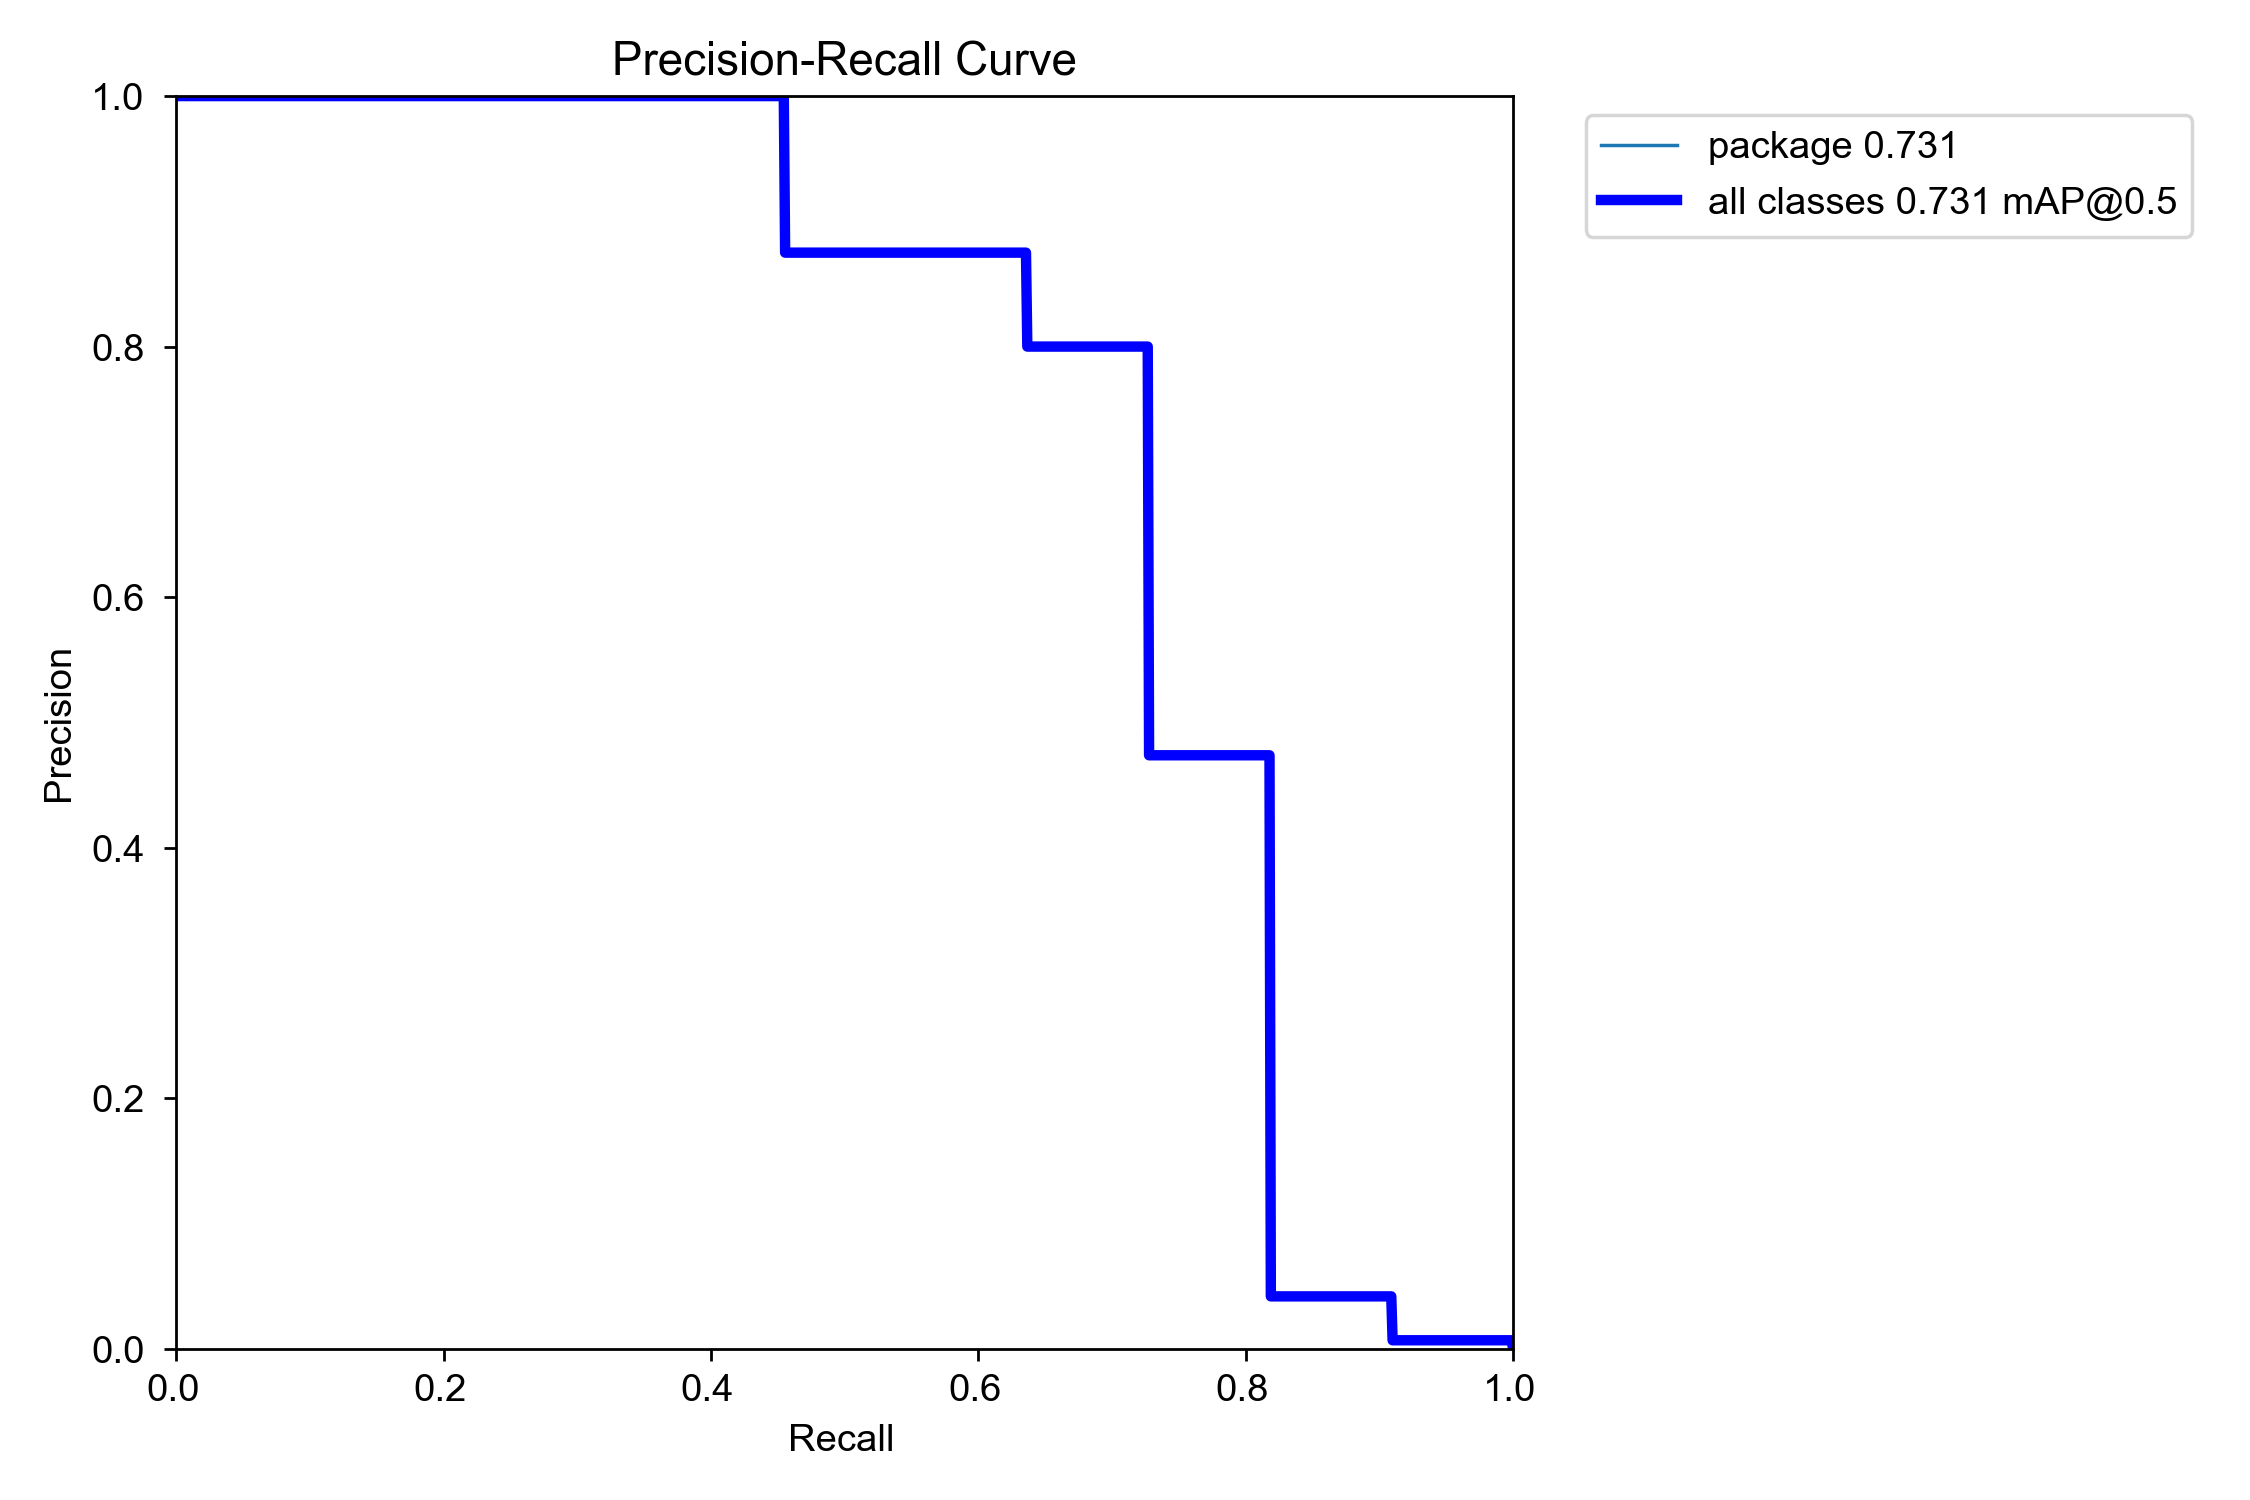 Precision-Recall Curve
1.0
0.8
0.6
0.4
0.2
0.0
Precision
0.0 0.2 0.4 0.6 0.8 1.0
Recall
package 0.731
all classes 0.731 mAP@0.5